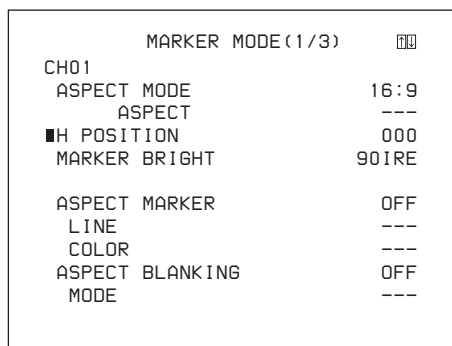 MARKER MODE(1/3) ↑↓
CH01
ASPECT MODE 16:9
ASPECT ---
■H POSITION 000
MARKER BRIGHT 90IRE
ASPECT MARKER OFF
LINE ---
COLOR ---
ASPECT BLANKING OFF
MODE ---